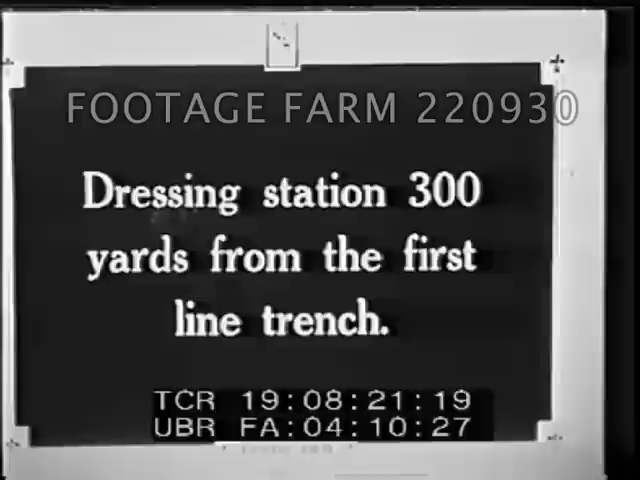 FOOTAGE FARM 220930
Dressing station 300
yards from the first
line trench.
TCR 19:08:21:19
UBR FA:04:10:27